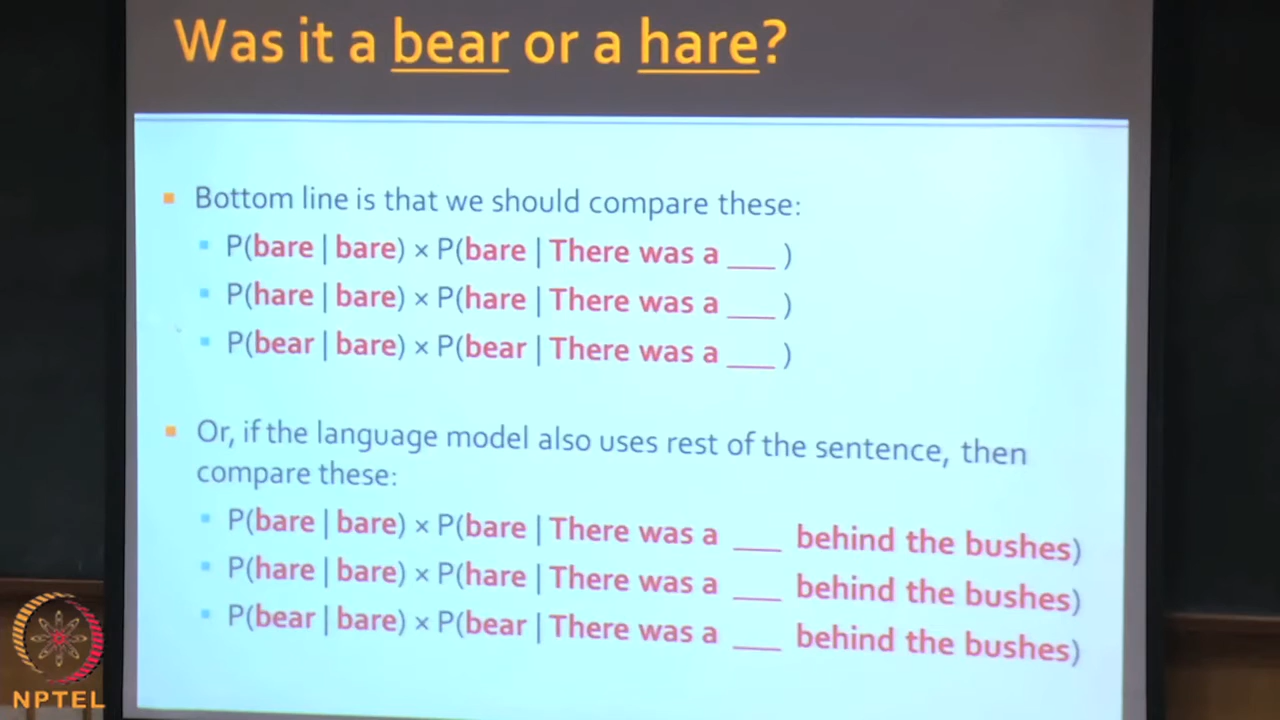 Was it a bear or a hare?
Bottom line is that we should compare these:
P(bare | bare) × P(bare | There was a ___ )
P(hare | bare) × P(hare | There was a ___ )
P(bear | bare) × P(bear | There was a ___ )
Or, if the language model also uses rest of the sentence, then
compare these:
P(bare | bare) × P(bare | There was a ___ behind the bushes)
P(hare | bare) × P(hare | There was a ___ behind the bushes)
P(bear | bare) × P(bear | There was a ___ behind the bushes)
NPTEL